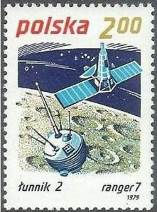 polska 2.00
łunnik 2 ranger 7
1979